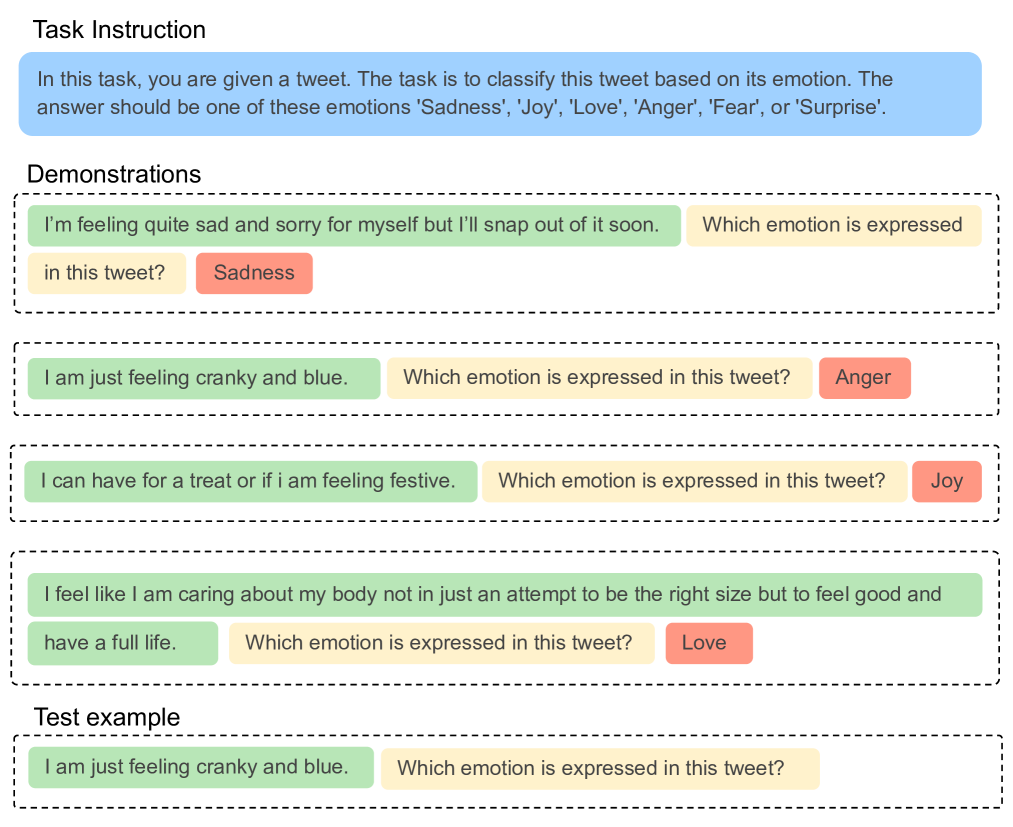 Task Instruction
In this task, you are given a tweet. The task is to classify this tweet based on its emotion. The
answer should be one of these emotions 'Sadness', 'Joy', 'Love', 'Anger', 'Fear', or 'Surprise'.
Demonstrations
I’m feeling quite sad and sorry for myself but I’ll snap out of it soon. Which emotion is expressed
in this tweet? Sadness
I am just feeling cranky and blue. Which emotion is expressed in this tweet? Anger
I can have for a treat or if i am feeling festive. Which emotion is expressed in this tweet? Joy
I feel like I am caring about my body not in just an attempt to be the right size but to feel good and
have a full life. Which emotion is expressed in this tweet? Love
Test example
I am just feeling cranky and blue. Which emotion is expressed in this tweet?